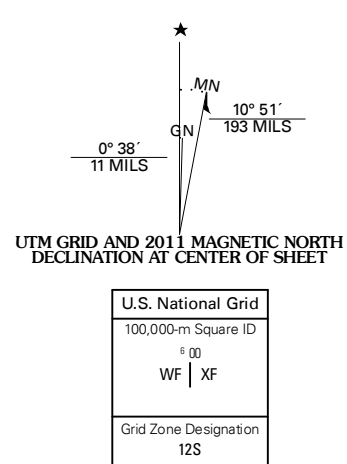 ★
MN
GN
10° 51´
193 MILS
0° 38´
11 MILS
UTM GRID AND 2011 MAGNETIC NORTH
DECLINATION AT CENTER OF SHEET
U.S. National Grid
100,000-m Square ID
6 00
WF | XF
Grid Zone Designation
12S